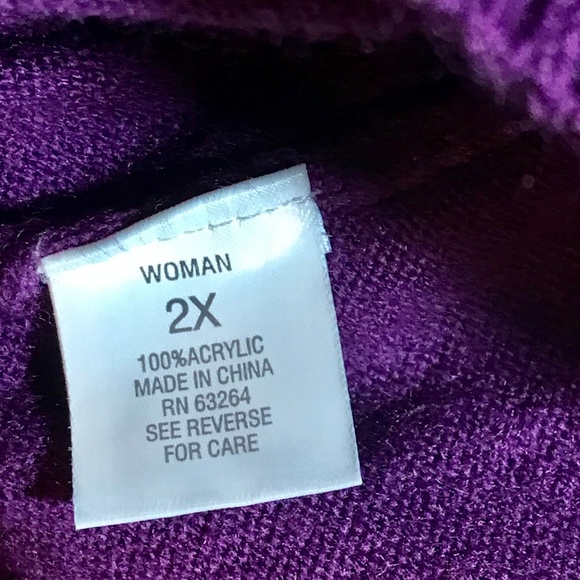 WOMAN
2X
100%ACRYLIC
MADE IN CHINA
RN 63264
SEE REVERSE
FOR CARE